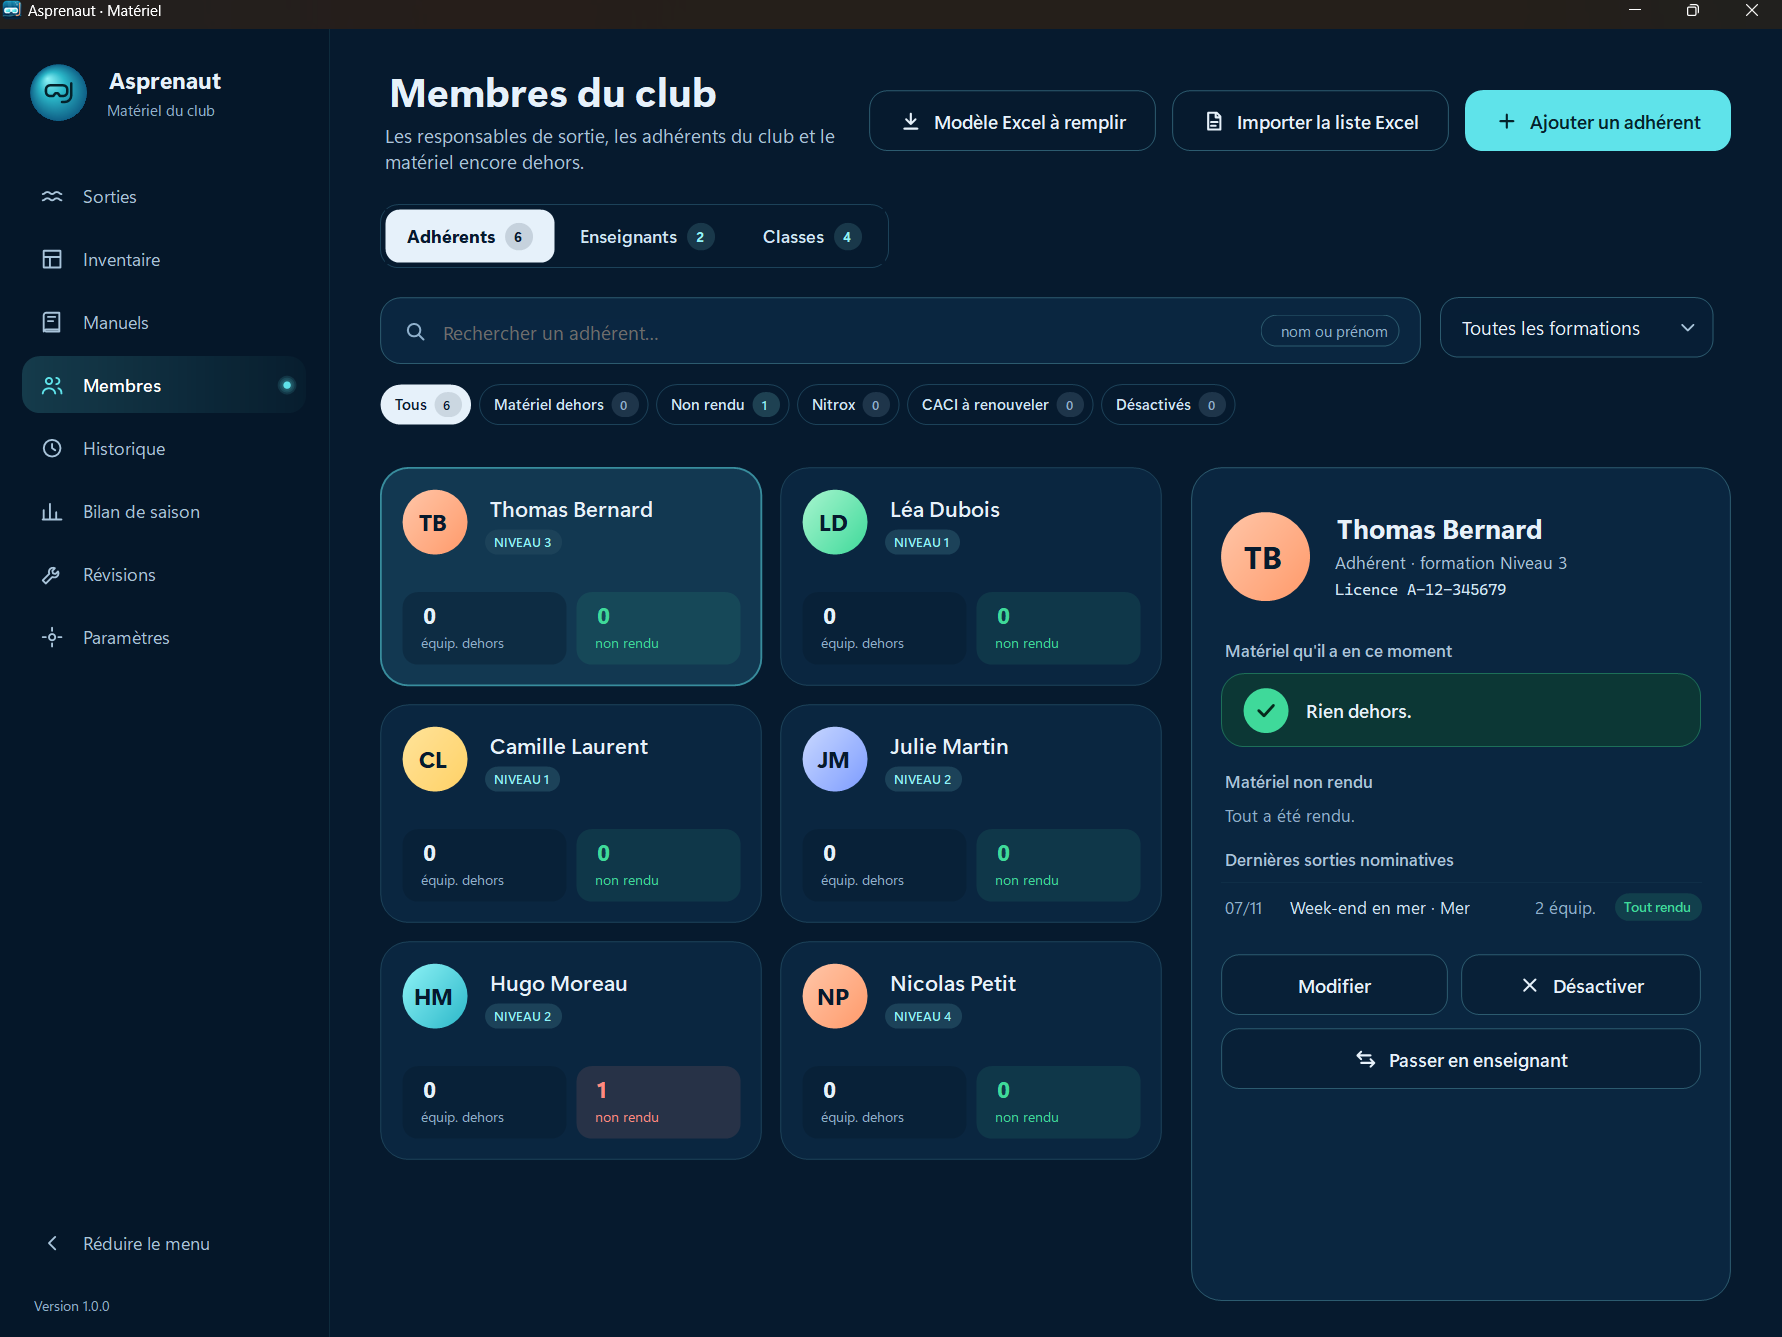 Asprenaut · Matériel
Asprenaut
Matériel du club
Sorties
Inventaire
Manuels
Membres
Historique
Bilan de saison
Révisions
Paramètres
Réduire le menu
Version 1.0.0
Membres du club
Les responsables de sortie, les adhérents du club et le
matériel encore dehors.
Modèle Excel à remplir
Importer la liste Excel
Ajouter un adhérent
Adhérents 6
Enseignants 2
Classes 4
Rechercher un adhérent...
nom ou prénom
Toutes les formations
Tous 6
Matériel dehors 0
Non rendu 1
Nitrox 0
CACI à renouveler 0
Désactivés 0
TB
Thomas Bernard
NIVEAU 3
0
équip. dehors
0
non rendu
LD
Léa Dubois
NIVEAU 1
0
équip. dehors
0
non rendu
CL
Camille Laurent
NIVEAU 1
0
équip. dehors
0
non rendu
JM
Julie Martin
NIVEAU 2
0
équip. dehors
0
non rendu
HM
Hugo Moreau
NIVEAU 2
0
équip. dehors
1
non rendu
NP
Nicolas Petit
NIVEAU 4
0
équip. dehors
0
non rendu
TB
Thomas Bernard
Adhérent · formation Niveau 3
Licence A-12-345679
Matériel qu'il a en ce moment
Rien dehors.
Matériel non rendu
Tout a été rendu.
Dernières sorties nominatives
07/11 Week-end en mer · Mer 2 équip. Tout rendu
Modifier
Désactiver
Passer en enseignant